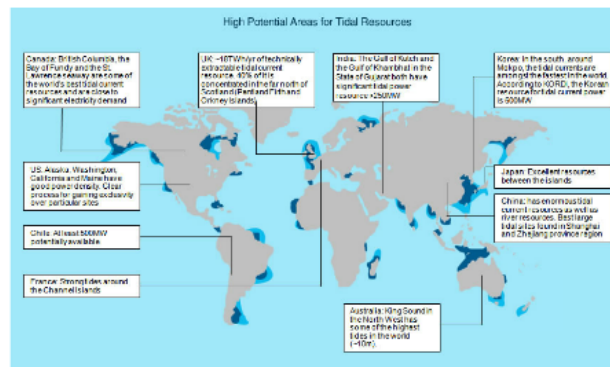 High Potential Areas for Tidal Resources
Canada: British Columbia, the
Bay of Fundy and the St.
Lawrence seaway are some of
the world's best tidal current
resources and are close to
significant electricity demand
UK: ~18TWh/yr of technically
extractable tidal current
resource. 40% of it is
concentrated in the far north of
Scotland (Pentland Firth and
Orkney Islands)
India: The Gulf of Kutch and
the Gulf of Khambhat in
the State of Gujarat both have
significant tidal power
resource >250MW
Korea: In the south, around
Mokpo, the tidal currents are
amongst the fastest in the world.
According to KORDI, the Korean
resource for tidal current power
is 500MW
US: Alaska, Washington,
California and Maine have
good power density. Clear
process for gaining exclusivity
over particular sites
Japan: Excellent resources
between the islands
China: has enormous tidal
current resources as well as
river resources. Best large
tidal sites found in Shanghai
and Zhejiang province region
Chile: At least 500MW
potentially available.
France: Strong tides around
the Channel Islands
Australia: King Sound in
the North West has
some of the highest
tides in the world
(~10m).